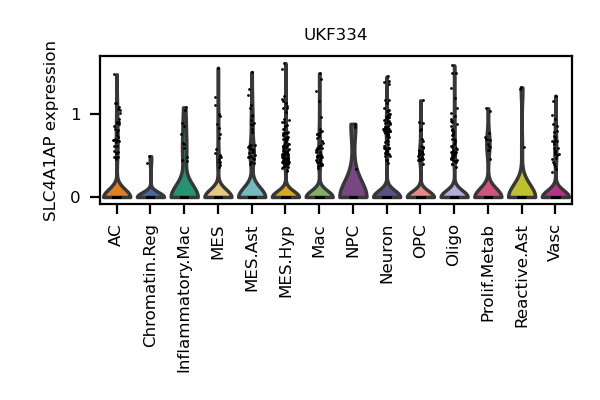 UKF334
SLC4A1AP expression
1
0
AC
Chromatin.Reg
Inflammatory.Mac
MES
MES.Ast
MES.Hyp
Mac
NPC
Neuron
OPC
Oligo
Prolif.Metab
Reactive.Ast
Vasc